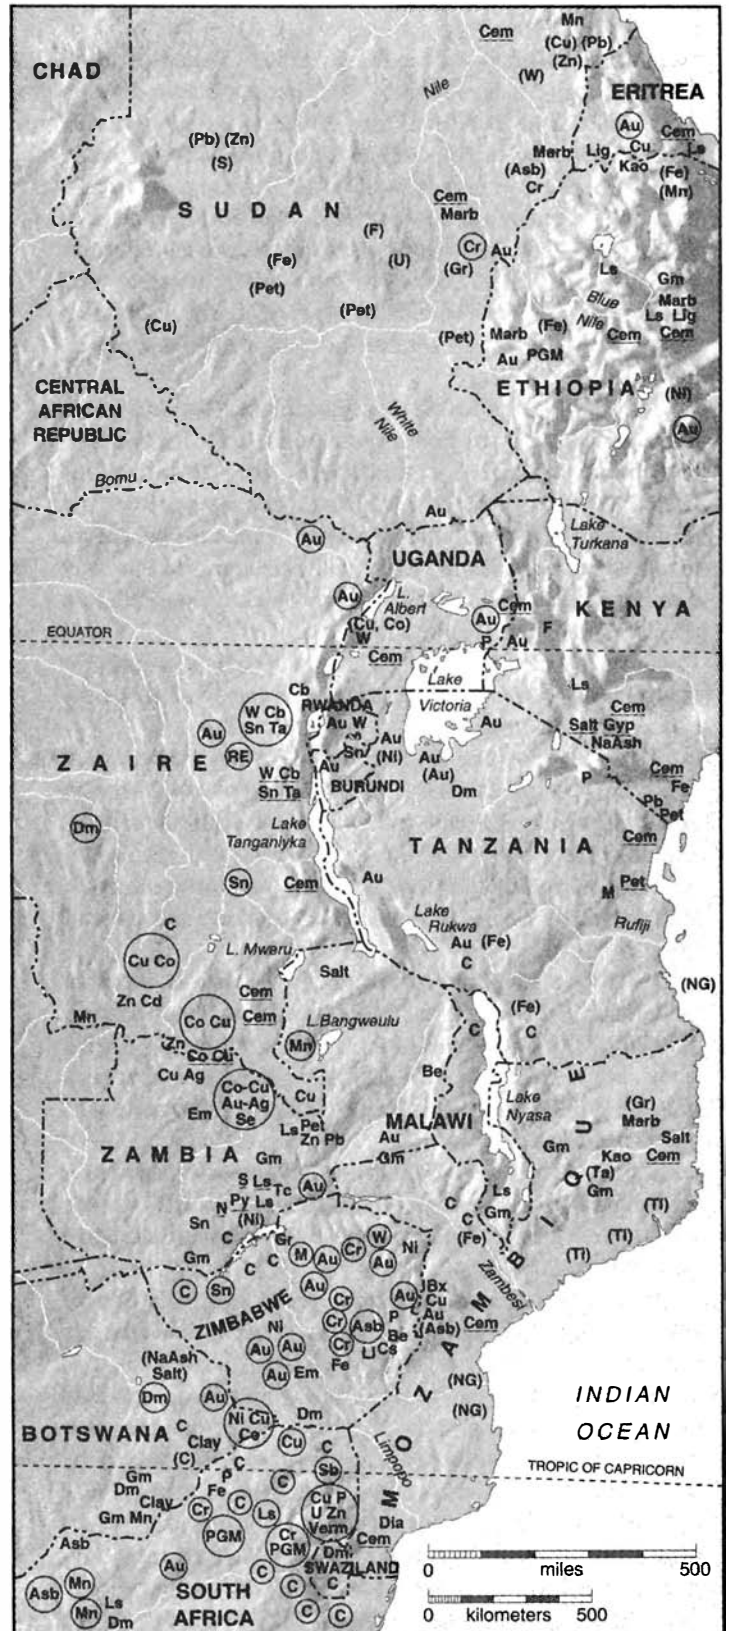 Mn
Cem
(Cu) (Pb)
(Zn)
CHAD
(W)
Nile
ERITREA
Au
Cem
(Pb) (Zn)
Cu
Ls
Marb
Lig
(S)
Kao
(Asb)
(Fe)
Cr
(Mn)
Cem
Marb
SUDAN
(F)
Cr
Au
(Fe)
(U)
(Gr)
Ls
Gm
(Pet)
Blue
Nile
Marb
(Pet)
Ls Lig
(Cu)
(Pet)
Marb
(Fe)
Cem
Cem
Au
PGM
CENTRAL
AFRICAN
REPUBLIC
ETHIOPIA
(Ni)
White
Nile
Au
Bomu
Au
Lake
Turkana
Au
UGANDA
L.
Albert
Au
Cem
KENYA
Au
(Cu, Co)
F
EQUATOR
W
P
Au
Cem
Lake
Victoria
Ls
Cb
RWANDA
Cem
W Cb
Sn Ta
Au W
Au
Salt Gyp
NaAsh
Au
Sn
Au
(Ni)
ZAIRE
RE
Au
Au
(Au)
P
Cem
W Cb
Sn Ta
BURUNDI
Dm
Fe
Pb
Pet
Dm
Lake
Tanganiyka
TANZANIA
Cem
Sn
Cem
Au
M
Pet
C
Lake
Rukwa
Rufiji
Au
(Fe)
L. Mweru
C
Cu Co
Salt
(NG)
Zn Cd
Cem
(Fe)
Mn
Co Cu
Cem
L.Bangweulu
C
C
Zn
Mn
Co Cu
Cu Ag
Be
Co-Cu
Au-Ag
Se
Cu
Lake
Nyasa
Em
(Gr)
Marb
Ls
Pet
MALAWI
Zn Pb
Au
Salt
ZAMBIA
Gm
Gm
Gm
Kao
Cem
(Ta)
S Ls
Tc
Au
Ls
Gm
Gm
N
Py
Ls
C
Sn
(Ni)
C
(Ti)
C
Gr
W
(Fe)
(Ti)
Gm
C
C
M
Au
Cr
Ni
(Ti)
Au
Zambesi
C
Sn
Au
Au
Bx
ZIMBABWE
Cr
Cu
Au
Cr
Asb
P
(Asb)
Cem
Ni
Be
Au
Au
Cr
Li
Cs
Fe
(NaAsh
Salt)
Au
Em
MOZAMBIQUE
(NG)
Dm
Au
INDIAN
OCEAN
Ni Cu
Co
Dm
(NG)
BOTSWANA
C
Clay
Cu
C
Limpopo
(C)
C
TROPIC OF CAPRICORN
Sb
Gm
P
C
Dm
Fe
Cu P
U Zn
Verm
Clay
C
Gm Mn
Cr
Ls
Dia
PGM
Cr
PGM
Cem
Asb
Dm
0
miles
500
Au
SWAZILAND
C
Asb
Mn
C
C
SOUTH
AFRICA
Mn
Ls
Dm
C
C
0 kilometers 500